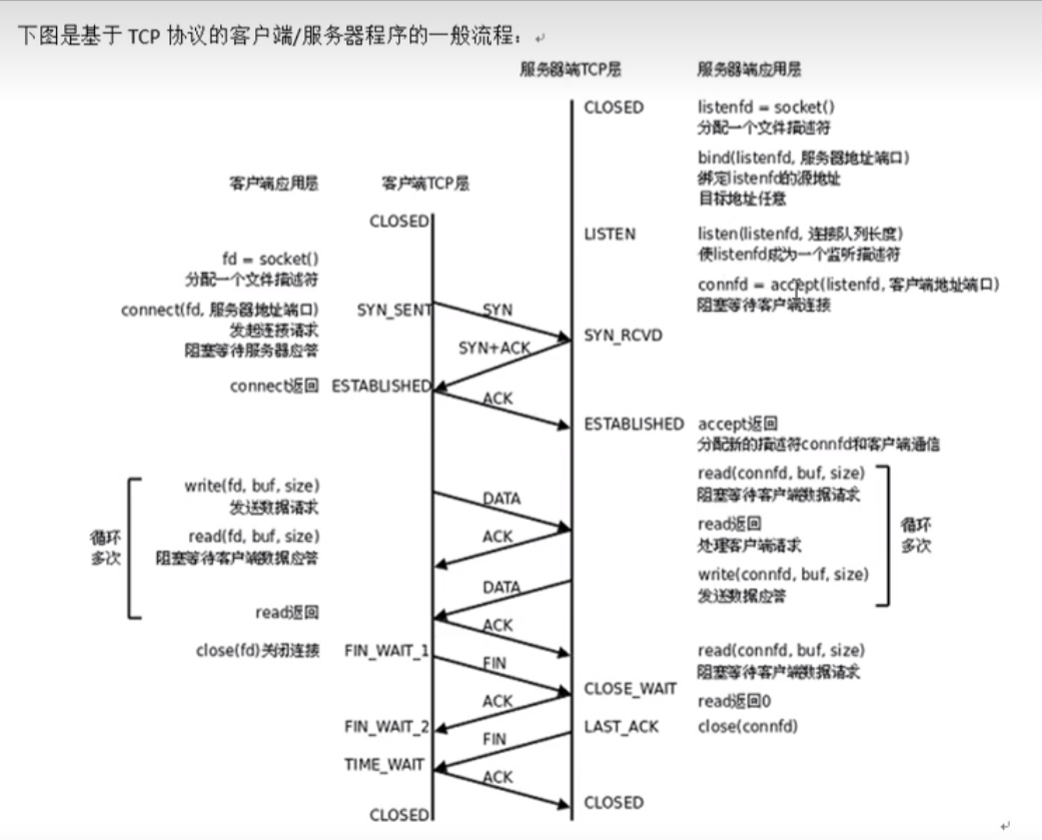 下图是基于 TCP 协议的客户端/服务器程序的一般流程：
服务器端TCP层
服务器端应用层
CLOSED
listenfd = socket()
分配一个文件描述符
bind(listenfd, 服务器地址端口)
绑定listenfd的源地址
目标地址任意
客户端应用层
客户端TCP层
CLOSED
LISTEN
listen(listenfd, 连接队列长度)
使listenfd成为一个监听描述符
fd = socket()
分配一个文件描述符
connfd = accept(listenfd, 客户端地址端口)
阻塞等待客户端连接
connect(fd, 服务器地址端口)
发起连接请求
阻塞等待服务器应答
SYN_SENT
SYN
SYN_RCVD
SYN+ACK
connect返回
ESTABLISHED
ACK
ESTABLISHED
accept返回
分配新的描述符connfd和客户端通信
循环
多次
write(fd, buf, size)
发送数据请求
read(fd, buf, size)
阻塞等待客户端数据应答
read返回
DATA
ACK
DATA
ACK
read(connfd, buf, size)
阻塞等待客户端数据请求
read返回
处理客户端请求
write(connfd, buf, size)
发送数据应答
循环
多次
close(fd)关闭连接
FIN_WAIT_1
FIN
read(connfd, buf, size)
阻塞等待客户端数据请求
CLOSE_WAIT
read返回0
ACK
FIN_WAIT_2
FIN
LAST_ACK
close(connfd)
TIME_WAIT
ACK
CLOSED
CLOSED